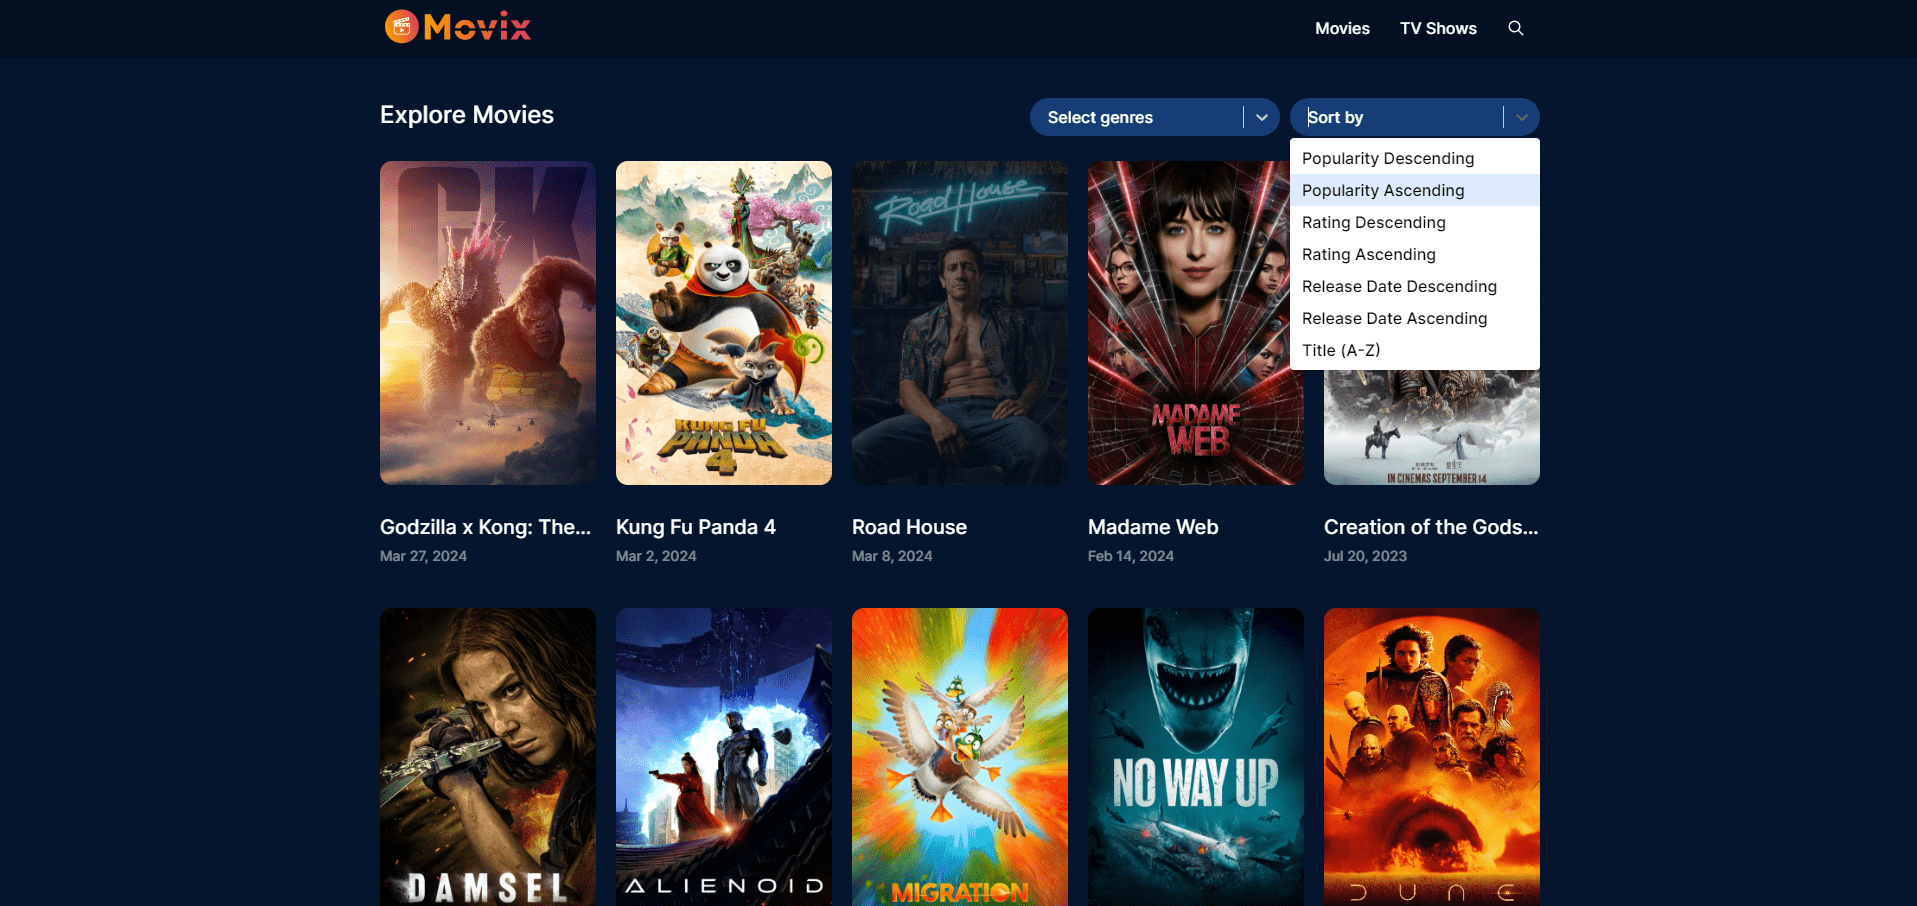 Movix
Movies
TV Shows
Explore Movies
Select genres
Sort by
Popularity Descending
Popularity Ascending
Rating Descending
Rating Ascending
Release Date Descending
Release Date Ascending
Title (A-Z)
GK
Road House
KUNG FU
PANDA
4
MADAME
WEB
IN CINEMAS SEPTEMBER 14
Godzilla x Kong: The...
Kung Fu Panda 4
Road House
Madame Web
Creation of the Gods...
Mar 27, 2024
Mar 2, 2024
Mar 8, 2024
Feb 14, 2024
Jul 20, 2023
DAMSEL
ALIENOID
MIGRATION
NO WAY UP
DUNE